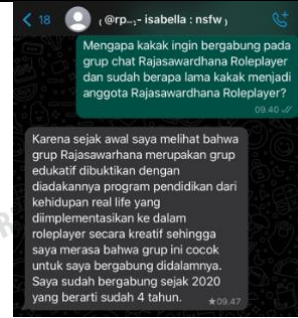 18
(@rp_.,- isabella : nsfw )
Mengapa kakak ingin bergabung pada
grup chat Rajasawardhana Roleplayer
dan sudah berapa lama kakak menjadi
anggota Rajasawardhana Roleplayer?
09.40
Karena sejak awal saya melihat bahwa
grup Rajasawarhana merupakan grup
edukatif dibuktikan dengan
diadakannya program pendidikan dari
kehidupan real life yang
diimplementasikan ke dalam
roleplayer secara kreatif sehingga
saya merasa bahwa grup ini cocok
untuk saya bergabung didalamnya.
Saya sudah bergabung sejak 2020
yang berarti sudah 4 tahun.
★09.47